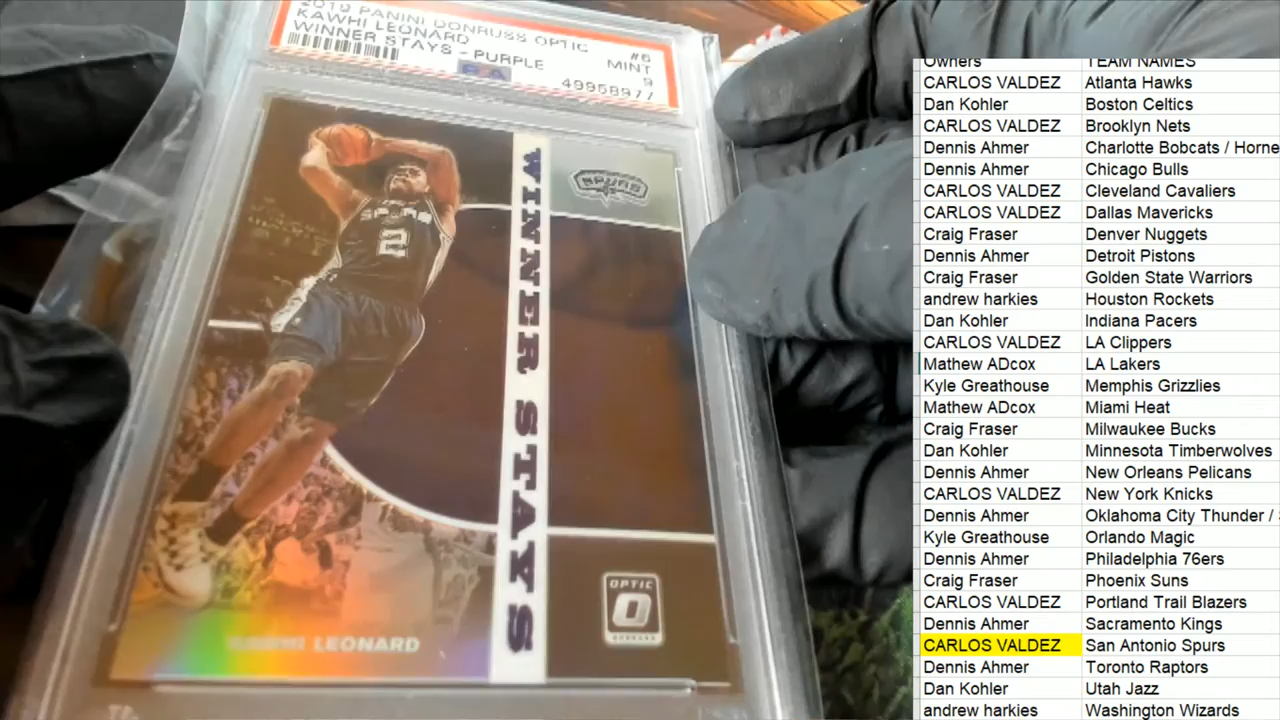 2019 PANINI DONRUSS OPTIC
KAWHI LEONARD #6
WINNER STAYS - PURPLE MINT
9
PSA 49958977
SPURS
SPURS
2
WINNER STAYS
OPTIC
DONRUSS
KAWHI LEONARD
Owners TEAM NAMES
CARLOS VALDEZ Atlanta Hawks
Dan Kohler Boston Celtics
CARLOS VALDEZ Brooklyn Nets
Dennis Ahmer Charlotte Bobcats / Horne
Dennis Ahmer Chicago Bulls
CARLOS VALDEZ Cleveland Cavaliers
CARLOS VALDEZ Dallas Mavericks
Craig Fraser Denver Nuggets
Dennis Ahmer Detroit Pistons
Craig Fraser Golden State Warriors
andrew harkies Houston Rockets
Dan Kohler Indiana Pacers
CARLOS VALDEZ LA Clippers
Mathew ADcox LA Lakers
Kyle Greathouse Memphis Grizzlies
Mathew ADcox Miami Heat
Craig Fraser Milwaukee Bucks
Dan Kohler Minnesota Timberwolves
Dennis Ahmer New Orleans Pelicans
CARLOS VALDEZ New York Knicks
Dennis Ahmer Oklahoma City Thunder /
Kyle Greathouse Orlando Magic
Dennis Ahmer Philadelphia 76ers
Craig Fraser Phoenix Suns
CARLOS VALDEZ Portland Trail Blazers
Dennis Ahmer Sacramento Kings
CARLOS VALDEZ San Antonio Spurs
Dennis Ahmer Toronto Raptors
Dan Kohler Utah Jazz
andrew harkies Washington Wizards